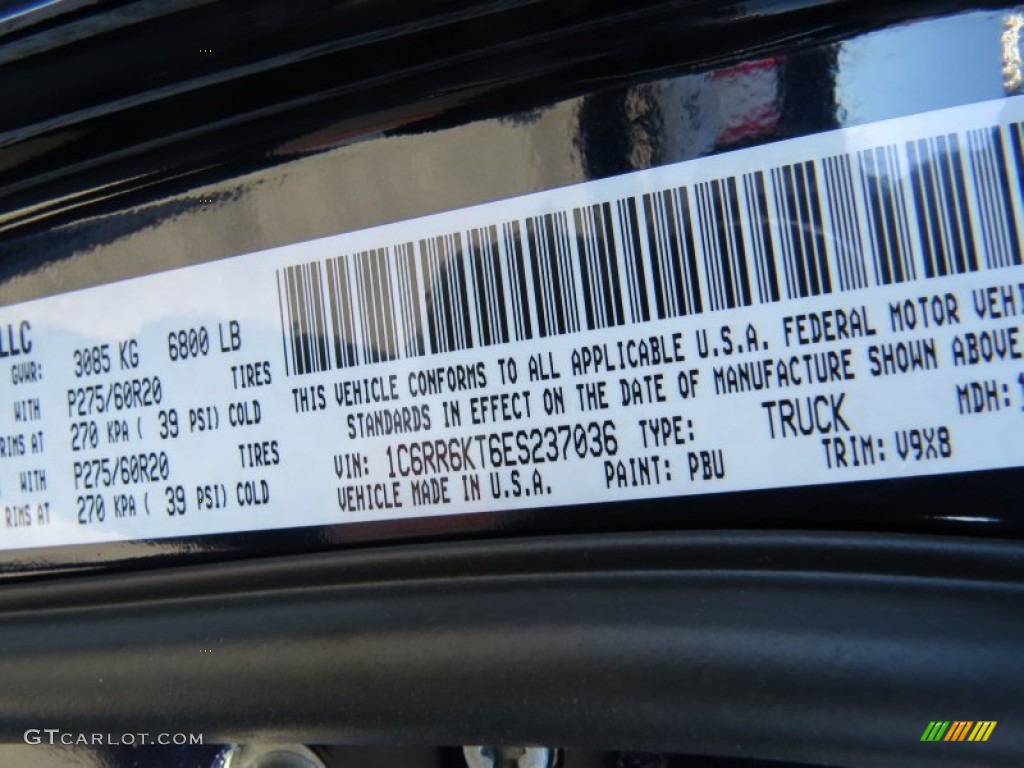 LLC
GVWR: 3085 KG 6800 LB
WITH P275/60R20 TIRES
RIMS AT 270 KPA ( 39 PSI) COLD
WITH P275/60R20 TIRES
RIMS AT 270 KPA ( 39 PSI) COLD
THIS VEHICLE CONFORMS TO ALL APPLICABLE U.S.A. FEDERAL MOTOR VEHI
STANDARDS IN EFFECT ON THE DATE OF MANUFACTURE SHOWN ABOVE
VIN: 1C6RR6KT6ES237036 TYPE: TRUCK MDH: 1
VEHICLE MADE IN U.S.A. PAINT: PBU TRIM: V9X8
GTCARLOT.COM